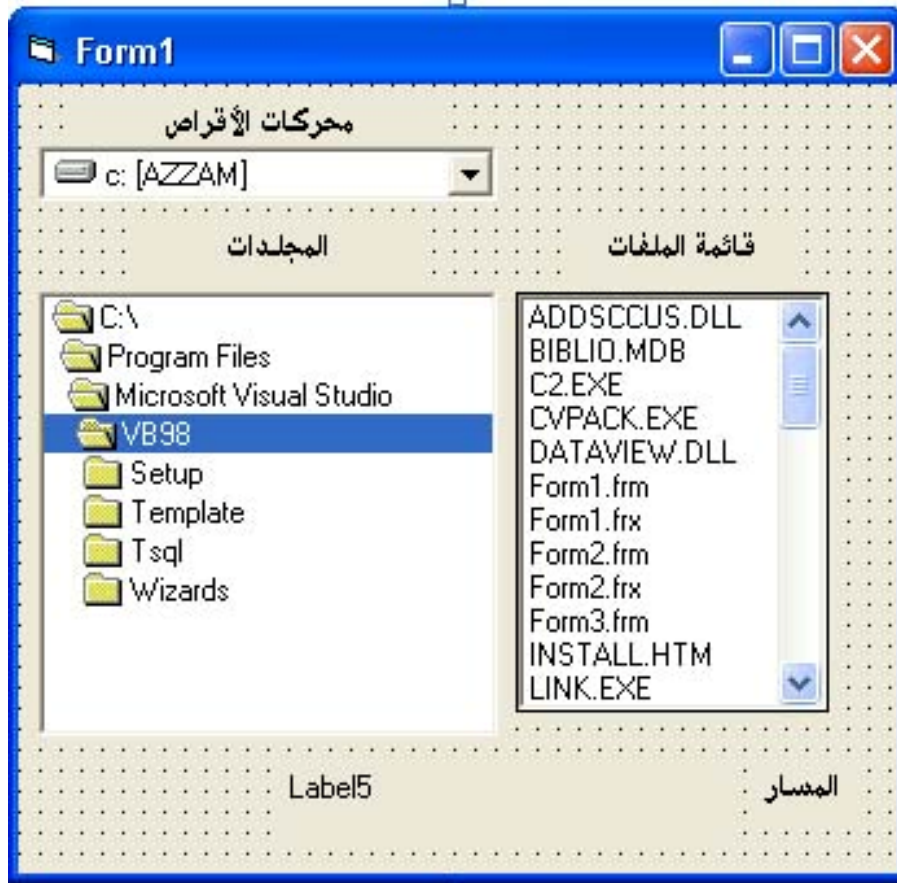 Form1
محركات الأقراص
c: [AZZAM]
المجلدات
قائمة الملفات
C:\
Program Files
Microsoft Visual Studio
VB98
Setup
Template
Tsql
Wizards
ADDSCCUS.DLL
BIBLIO.MDB
C2.EXE
CVPACK.EXE
DATAVIEW.DLL
Form1.frm
Form1.frx
Form2.frm
Form2.frx
Form3.frm
INSTALL.HTM
LINK.EXE
المسار
Label5